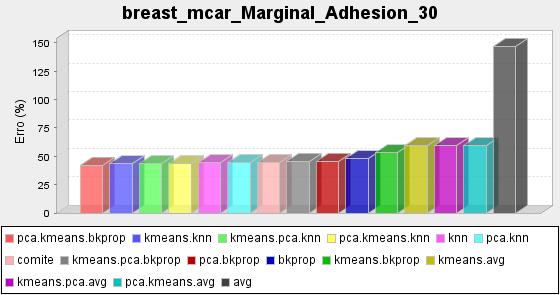 breast_mcar_Marginal_Adhesion_30
150
125
100
75
50
25
0
Erro (%)
pca.kmeans.bkprop kmeans.knn kmeans.pca.knn pca.kmeans.knn knn pca.knn
comite kmeans.pca.bkprop pca.bkprop bkprop kmeans.bkprop kmeans.avg
kmeans.pca.avg pca.kmeans.avg avg